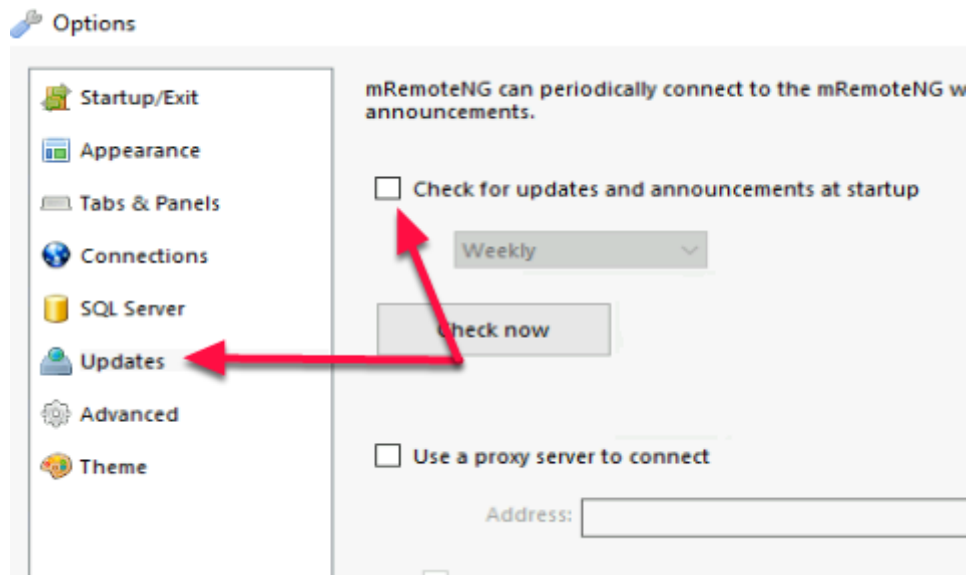 Options
Startup/Exit
Appearance
Tabs & Panels
Connections
SQL Server
Updates
Advanced
Theme
mRemoteNG can periodically connect to the mRemoteNG w
announcements.
Check for updates and announcements at startup
Weekly
Check now
Use a proxy server to connect
Address: